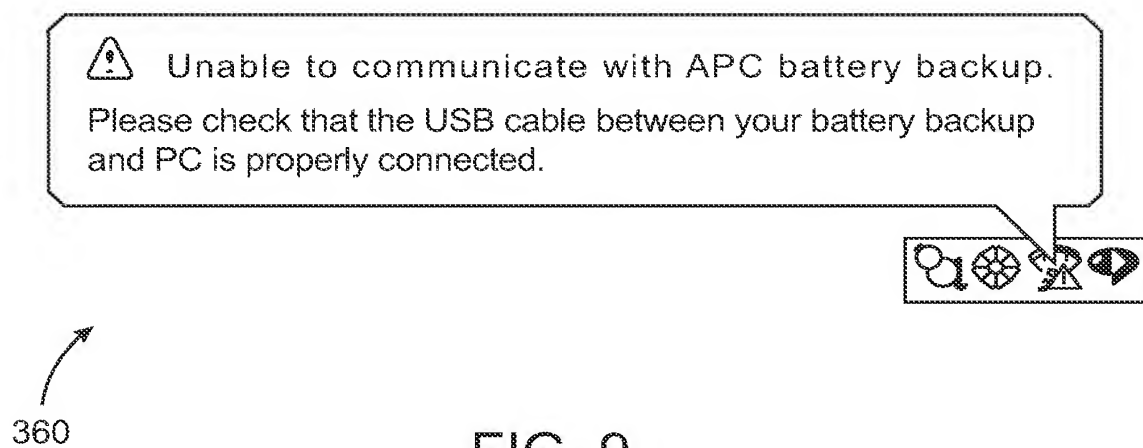 Unable to communicate with APC battery backup.
Please check that the USB cable between your battery backup
and PC is properly connected.
360
FIG. 9